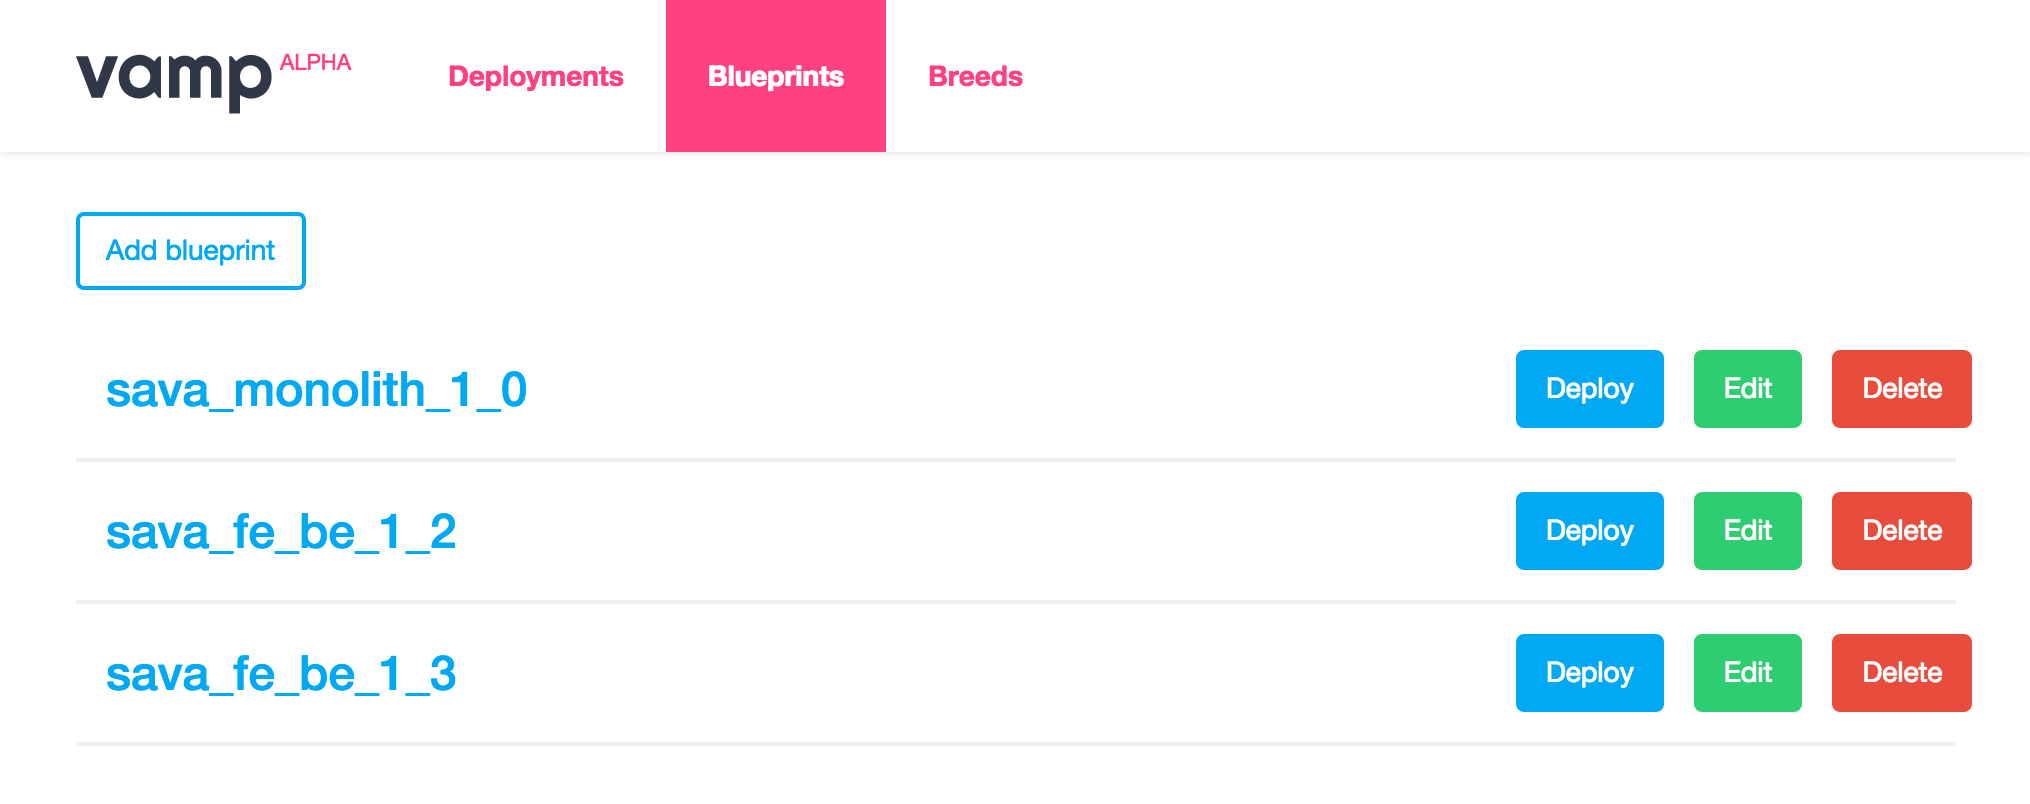 vamp ALPHA Deployments Blueprints Breeds
Add blueprint
sava_monolith_1_0 Deploy Edit Delete
sava_fe_be_1_2 Deploy Edit Delete
sava_fe_be_1_3 Deploy Edit Delete